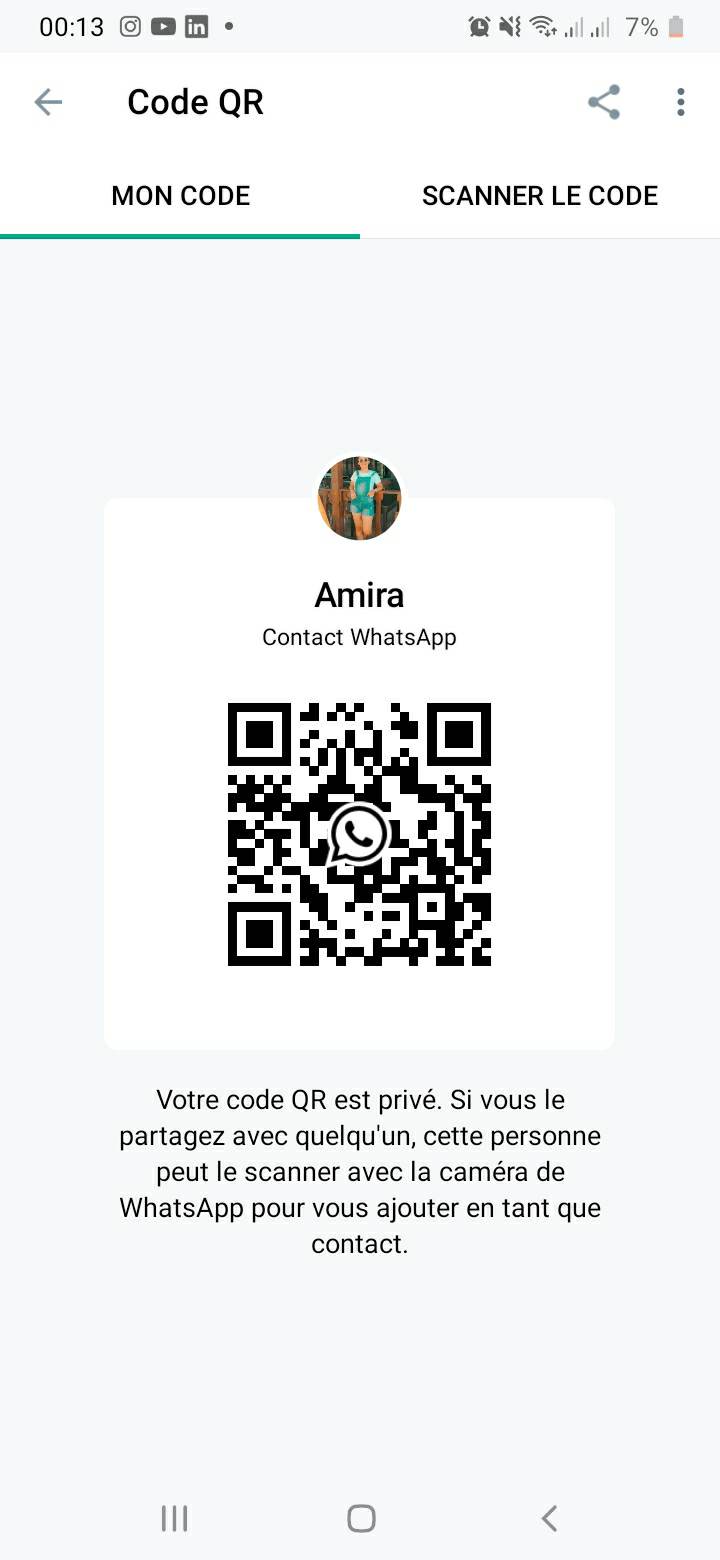 00:13
7%
Code QR
MON CODE
SCANNER LE CODE
Amira
Contact WhatsApp
Votre code QR est privé. Si vous le
partagez avec quelqu'un, cette personne
peut le scanner avec la caméra de
WhatsApp pour vous ajouter en tant que
contact.